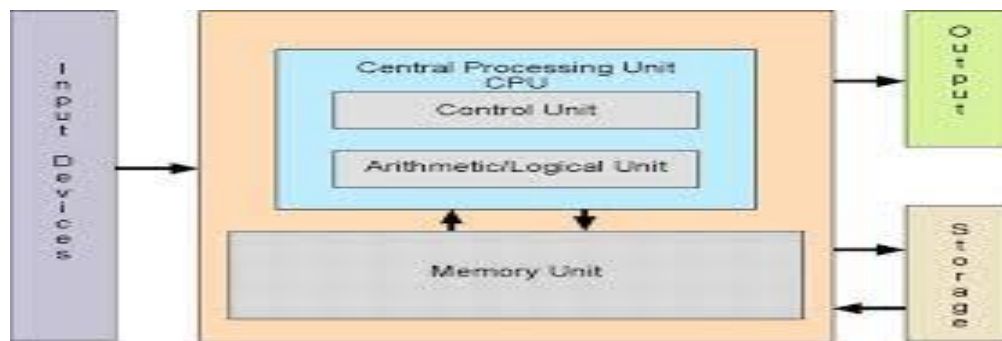 Input Devices
Central Processing Unit
CPU
Control Unit
Arithmetic/Logical Unit
Memory Unit
Output
Storage